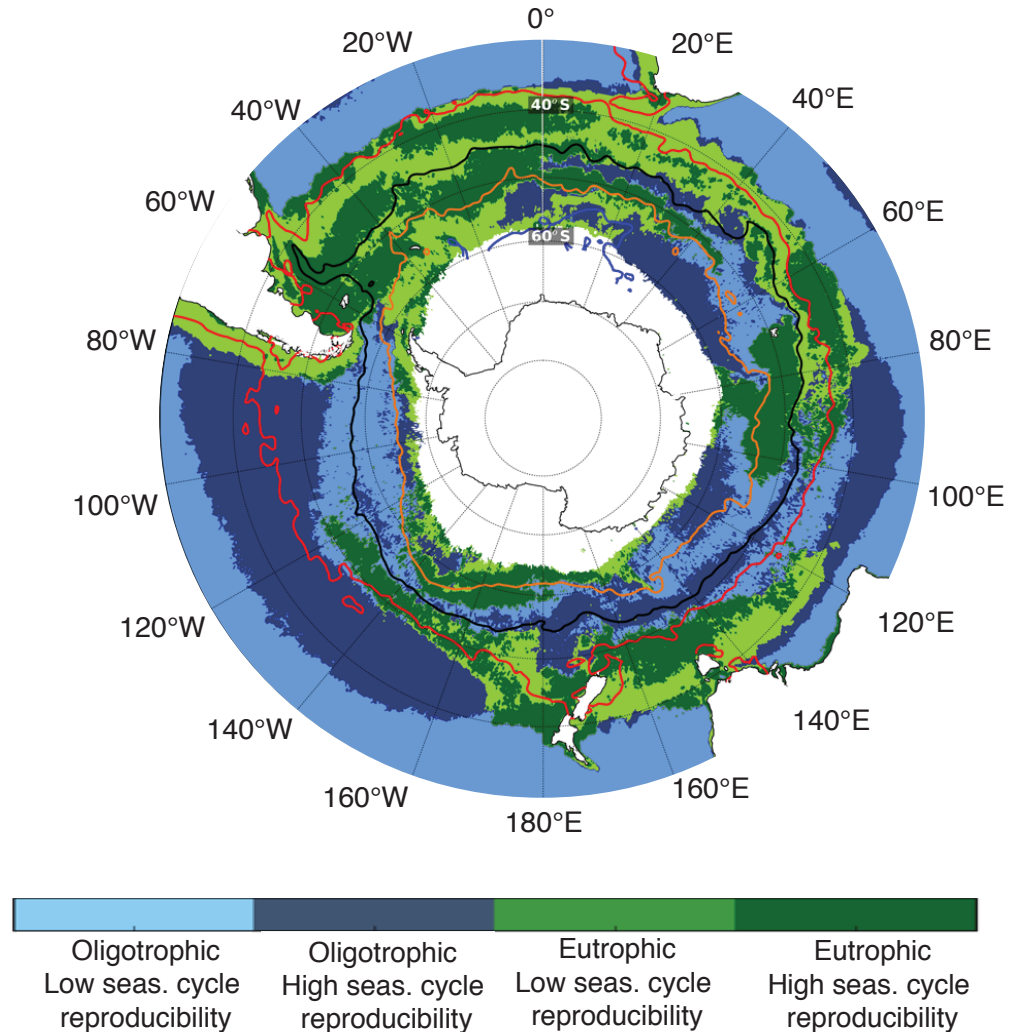 0°
20°W
20°E
40°W
40°E
40°S
60°W
60°E
60°S
80°W
80°E
100°W
100°E
120°W
120°E
140°W
140°E
160°W
160°E
180°E
Oligotrophic
Low seas. cycle
reproducibility
Oligotrophic
High seas. cycle
reproducibility
Eutrophic
Low seas. cycle
reproducibility
Eutrophic
High seas. cycle
reproducibility